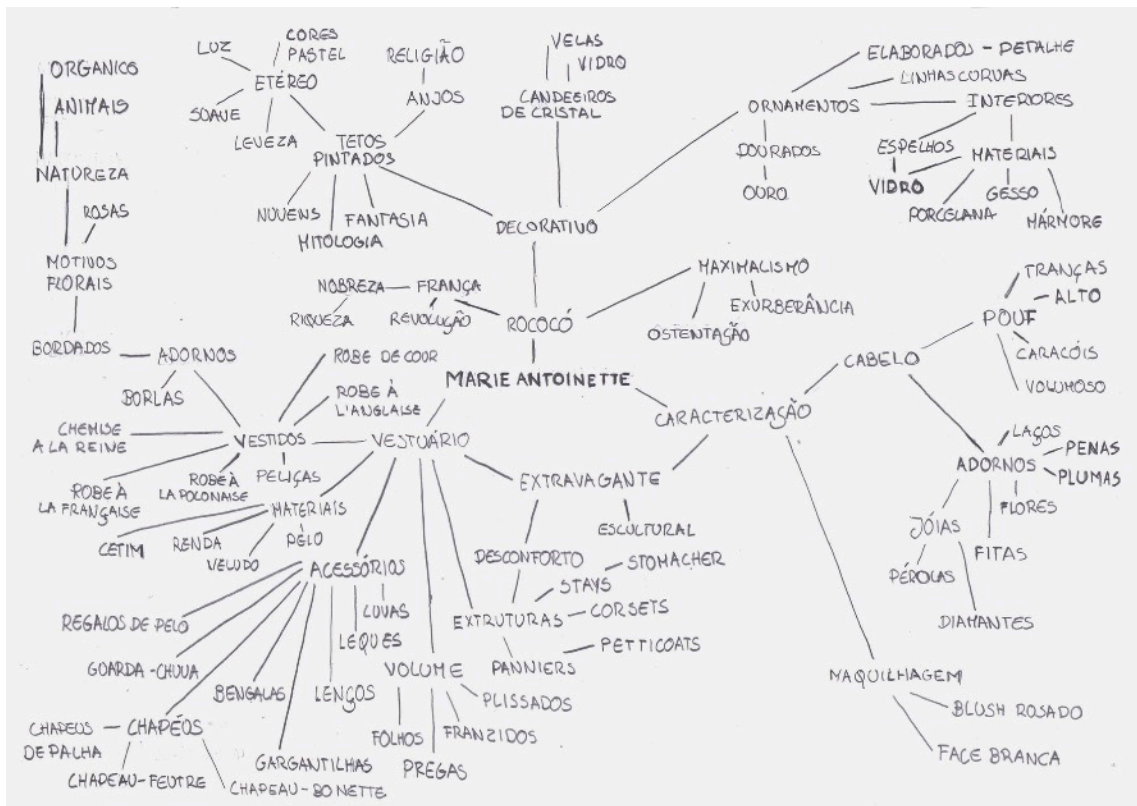 ORGANICO
ANIMAIS
NATUREZA
ROSAS
MOTIVOS
FLORAIS
BORDADOS
ADORNOS
BORLAS
LUZ
CORES
PASTEL
ETÉREO
SUAVE
LEVEZA
RELIGIÃO
ANJOS
TETOS
PINTADOS
NUVENS
MITOLOGIA
FANTASIA
VELAS
VIDRO
CANDEEIROS
DE CRISTAL
DECORATIVO
ELABORADOS - DETALHE
LINHAS CURVAS
ORNAMENTOS
INTERIORES
DOURADOS
OURO
ESPELHOS
MATERIAIS
VIDRO
GESSO
PORCELANA
MÁRMORE
NOBREZA
FRANÇA
RIQUEZA
REVOLUÇÃO
ROCOCÓ
MAXIMALISMO
EXURBERÂNCIA
OSTENTAÇÃO
MARIE ANTOINETTE
ROBE DE COUR
ROBE À
L'ANGLAISE
CHEMISE
A LA REINE
VESTIDOS
VESTUÁRIO
ROBE À
LA FRANÇAISE
ROBE À
LA POLONAISE
PELIÇAS
MATERIAÍS
CETIM
RENDA
VELUDO
PÊLO
ACESSÓRIOS
REGALOS DE PELO
GUARDA-CHUVA
BENGALAS
LUVAS
LEQUES
LENÇOS
CHAPÉUS
CHAPEUS
DE PALHA
CHAPEAU-FEUTRE
CHAPEAU-BONETTE
GARGANTILHAS
VOLUME
FOLHOS
PREGAS
FRANZIDOS
PLISSADOS
CARACTERIZAÇÃO
EXTRAVAGANTE
ESCULTURAL
DESCONFORTO
EXTRUTURAS
STAYS
STOMACHER
CORSETS
PANNIERS
PETTICOATS
CABELO
POUF
TRANÇAS
ALTO
CARACÓIS
VOLUMOSO
ADORNOS
LAÇOS
PENAS
PLUMAS
FLORES
FITAS
JÓIAS
PÉROLAS
DIAMANTES
MAQUILHAGEM
BLUSH ROSADO
FACE BRANCA